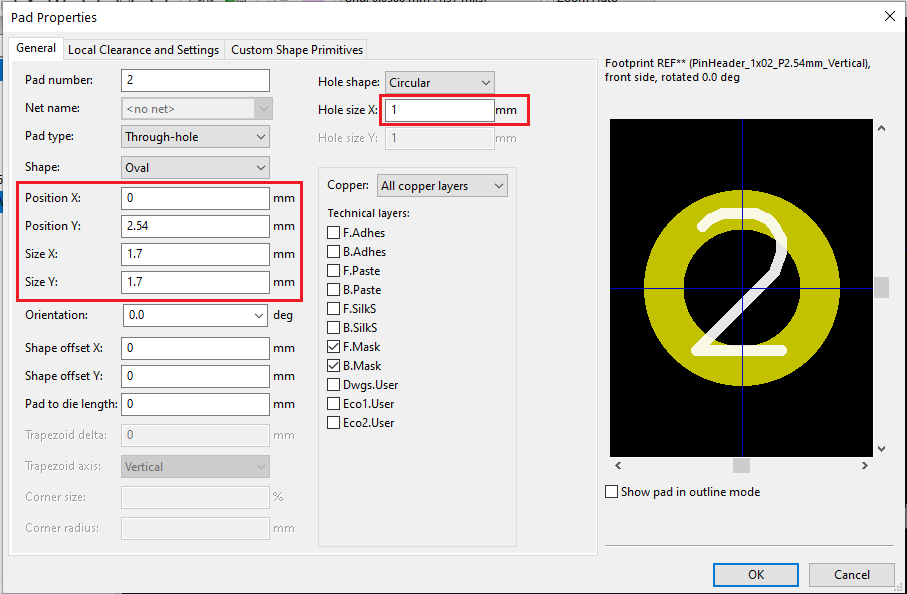 Pad Properties
General
Local Clearance and Settings
Custom Shape Primitives
Pad number: 2
Net name: <no net>
Pad type: Through-hole
Shape: Oval
Position X: 0 mm
Position Y: 2.54 mm
Size X: 1.7 mm
Size Y: 1.7 mm
Orientation: 0.0 deg
Shape offset X: 0 mm
Shape offset Y: 0 mm
Pad to die length: 0 mm
Trapezoid delta: 0 mm
Trapezoid axis: Vertical
Corner size: %
Corner radius: mm
Hole shape: Circular
Hole size X: 1 mm
Hole size Y: 1 mm
Copper: All copper layers
Technical layers:
F.Adhes
B.Adhes
F.Paste
B.Paste
F.SilkS
B.SilkS
F.Mask
B.Mask
Dwgs.User
Eco1.User
Eco2.User
Footprint REF** (PinHeader_1x02_P2.54mm_Vertical),
front side, rotated 0.0 deg
2
Show pad in outline mode
OK
Cancel